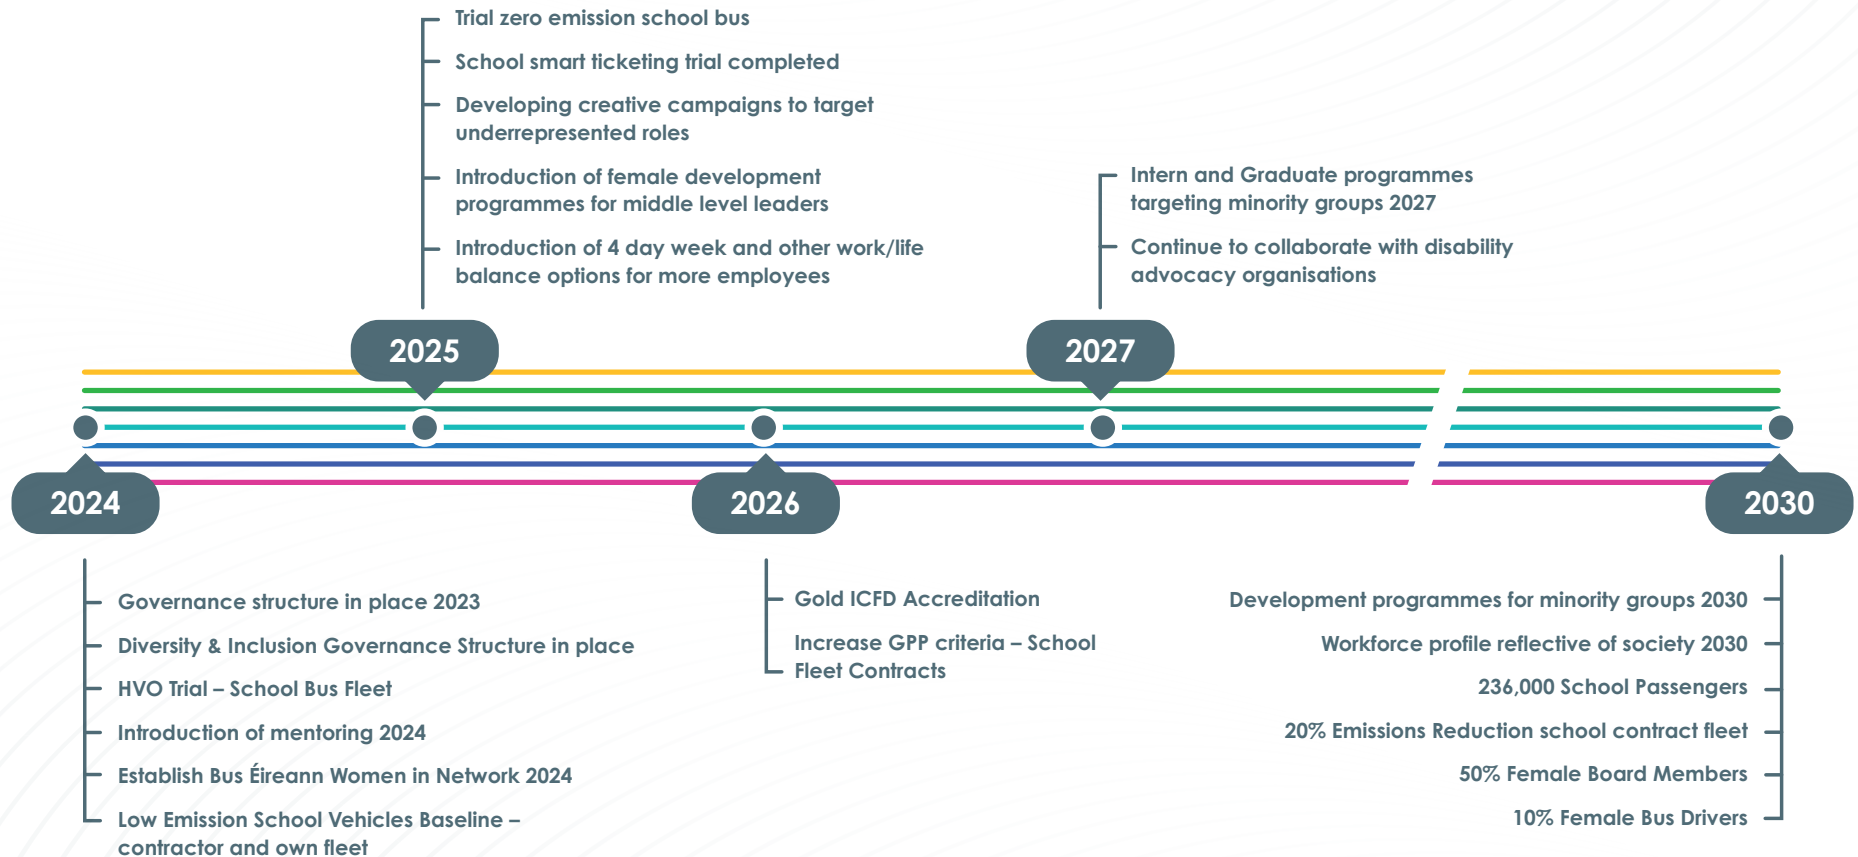 Trial zero emission school bus
School smart ticketing trial completed
Developing creative campaigns to target
underrepresented roles
Introduction of female development
programmes for middle level leaders
Introduction of 4 day week and other work/life
balance options for more employees
2025
Intern and Graduate programmes
targeting minority groups 2027
Continue to collaborate with disability
advocacy organisations
2027
2024
Governance structure in place 2023
Diversity & Inclusion Governance Structure in place
HVO Trial – School Bus Fleet
Introduction of mentoring 2024
Establish Bus Éireann Women in Network 2024
Low Emission School Vehicles Baseline –
contractor and own fleet
2026
Gold ICFD Accreditation
Increase GPP criteria – School
Fleet Contracts
2030
Development programmes for minority groups 2030
Workforce profile reflective of society 2030
236,000 School Passengers
20% Emissions Reduction school contract fleet
50% Female Board Members
10% Female Bus Drivers